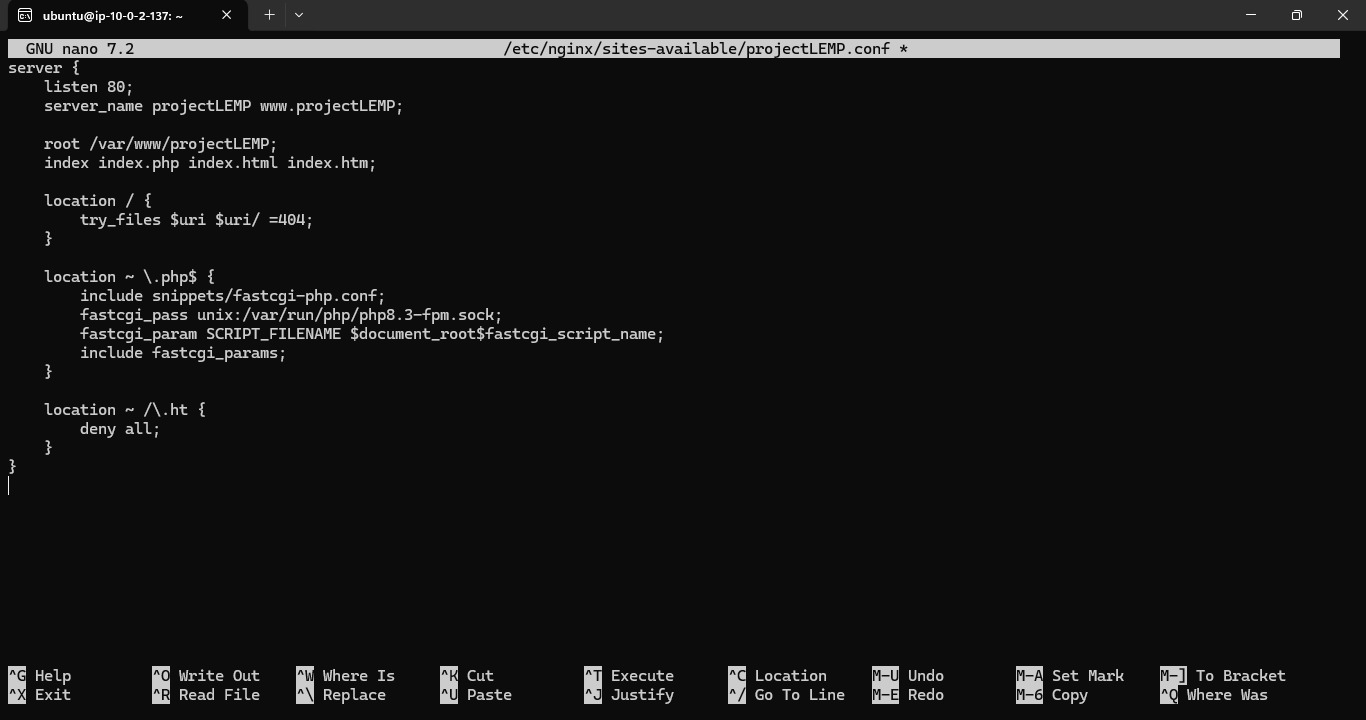 ubuntu@ip-10-0-2-137: ~
GNU nano 7.2 /etc/nginx/sites-available/projectLEMP.conf *
server {
    listen 80;
    server_name projectLEMP www.projectLEMP;

    root /var/www/projectLEMP;
    index index.php index.html index.htm;

    location / {
        try_files $uri $uri/ =404;
    }

    location ~ \.php$ {
        include snippets/fastcgi-php.conf;
        fastcgi_pass unix:/var/run/php/php8.3-fpm.sock;
        fastcgi_param SCRIPT_FILENAME $document_root$fastcgi_script_name;
        include fastcgi_params;
    }

    location ~ /\.ht {
        deny all;
    }
}
^G Help ^O Write Out ^W Where Is ^K Cut ^T Execute ^C Location M-U Undo M-A Set Mark M-] To Bracket
^X Exit ^R Read File ^\ Replace ^U Paste ^J Justify ^/ Go To Line M-E Redo M-6 Copy ^Q Where Was